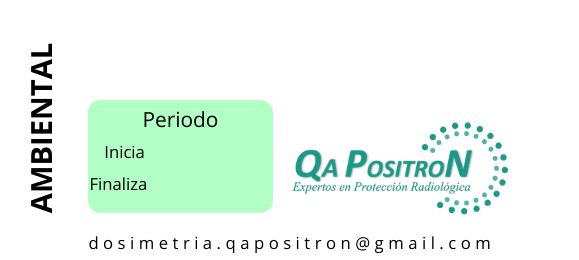 AMBIENTAL
Periodo
Inicia
Finaliza
QA POSITRON
Expertos en Protección Radiológica
dosimetria.qapositron@gmail.com